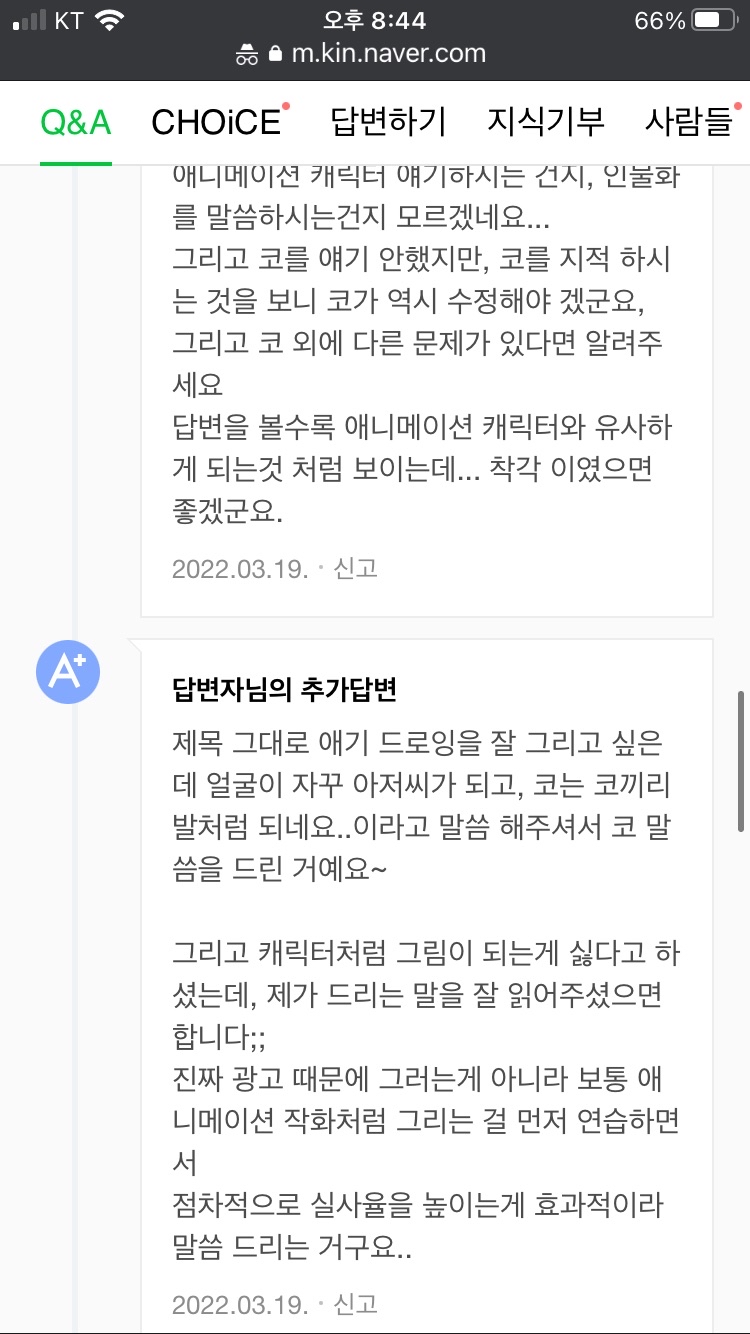 KT 오후 8:44 66%
m.kin.naver.com
Q&A CHOiCE 답변하기 지식기부 사람들
애니메이션 캐릭터 얘기하시는 건지, 인물화
를 말씀하시는건지 모르겠네요...
그리고 코를 얘기 안했지만, 코를 지적 하시
는 것을 보니 코가 역시 수정해야 겠군요,
그리고 코 외에 다른 문제가 있다면 알려주
세요
답변을 볼수록 애니메이션 캐릭터와 유사하
게 되는것 처럼 보이는데... 착각 이였으면
좋겠군요.
2022.03.19. · 신고
A+
답변자님의 추가답변
제목 그대로 애기 드로잉을 잘 그리고 싶은
데 얼굴이 자꾸 아저씨가 되고, 코는 코끼리
발처럼 되네요..이라고 말씀 해주셔서 코 말
씀을 드린 거예요~
그리고 캐릭터처럼 그림이 되는게 싫다고 하
셨는데, 제가 드리는 말을 잘 읽어주셨으면
합니다;;
진짜 광고 때문에 그러는게 아니라 보통 애
니메이션 작화처럼 그리는 걸 먼저 연습하면
서
점차적으로 실사율을 높이는게 효과적이라
말씀 드리는 거구요..
2022.03.19. · 신고